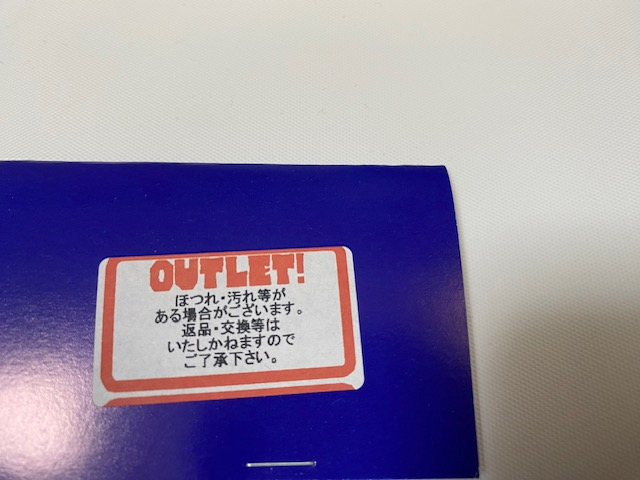 OUTLET!
ほつれ・汚れ等が
ある場合がございます。
返品・交換等は
いたしかねますので
ご了承下さい。